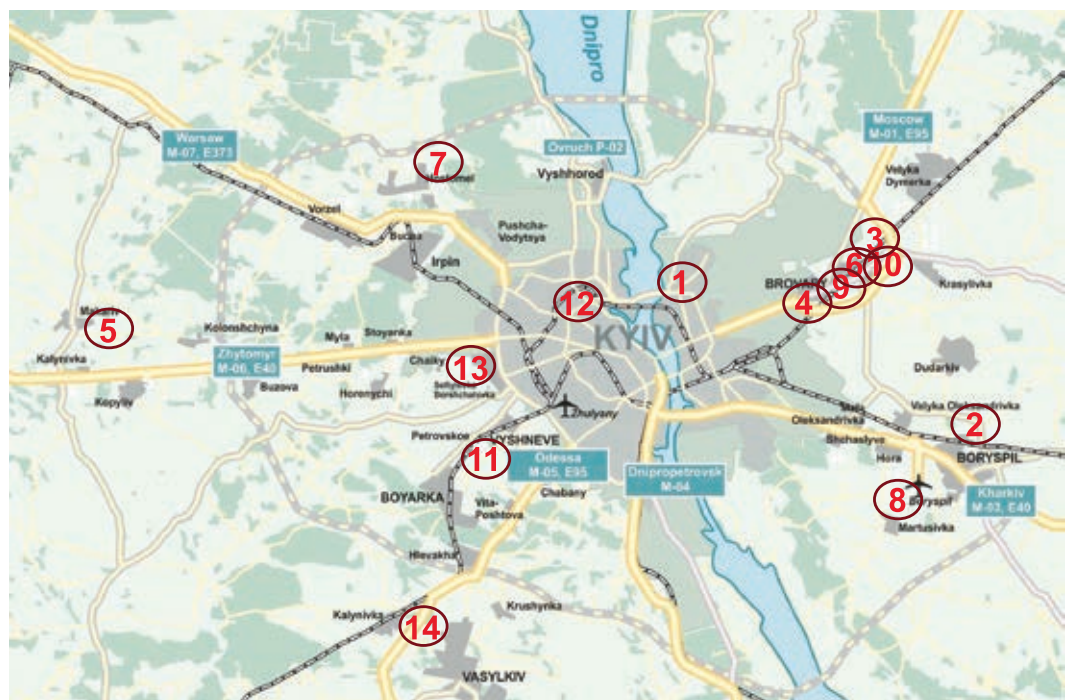 Dnipro
Moscow
M-01, E95
Warsaw
M-07, E373
Ovruch P-02
7
Vyshhorod
Velyka
Dymerka
Vorzel
Bucha
Pushcha-
Vodytsya
Irpin
3
6
10
1
BROVARY
9
4
Krasylivka
12
Makariv
5
Kolonshchyna
Myla
Stoyanka
KYIV
Kalynivka
Zhytomyr
M-06, E40
Petrushki
Chaiky
13
Dudarkiv
Buzova
Horenychi
Sofiyivska
Borshchahivka
Kopyliv
Zhulyany
Mala
Oleksandrivka
Velyka Oleksandrivka
2
Petrovskoe
VYSHNEVE
Shchaslyve
11
Hora
BORYSPIL
Odessa
M-05, E95
Dnipropetrovsk
M-04
BOYARKA
Chabany
8
Boryspil'
Kharkiv
M-03, E40
Vita-
Poshtova
Martusivka
Hlevakha
Kalynivka
Krushynka
14
VASYLKIV